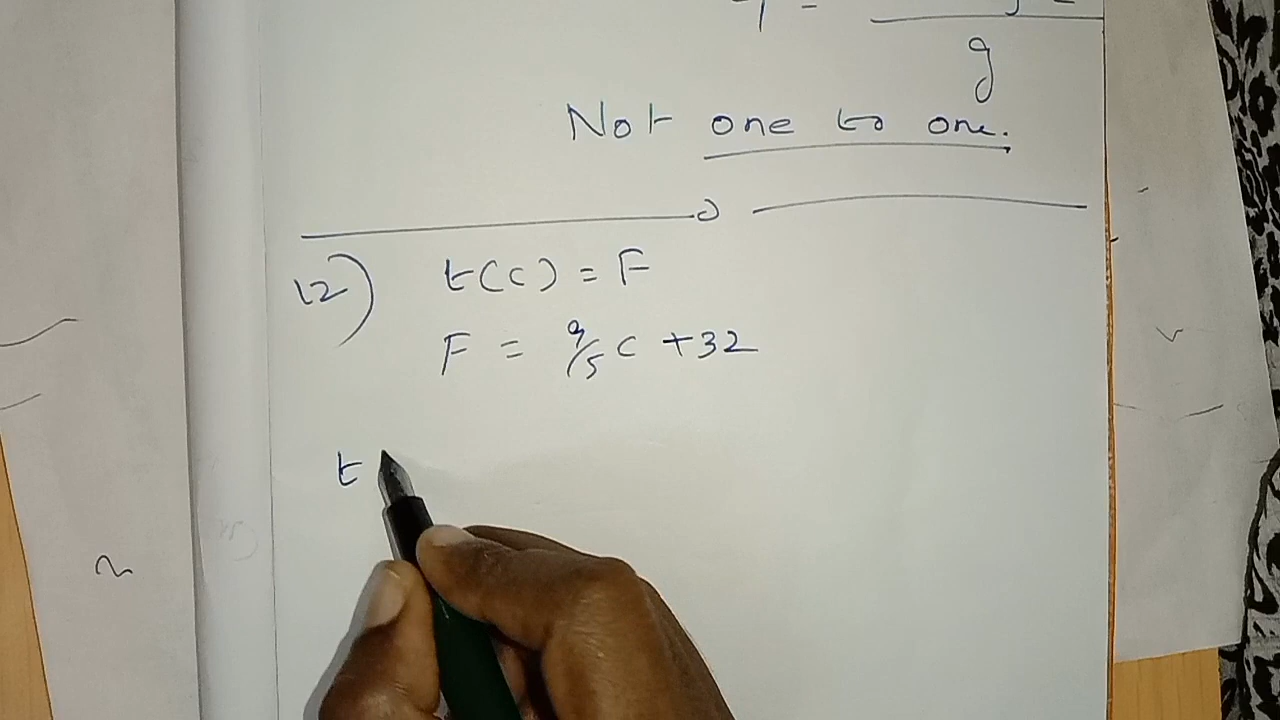 g
Not one to one.
12) t(c) = F
F = 9/5 C + 32
t